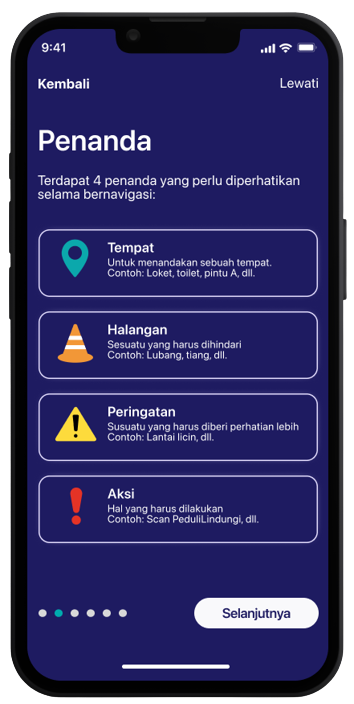 9:41
Kembali
Lewati
Penanda
Terdapat 4 penanda yang perlu diperhatikan
selama bernavigasi:
Tempat
Untuk menandakan sebuah tempat.
Contoh: Loket, toilet, pintu A, dll.
Halangan
Sesuatu yang harus dihindari
Contoh: Lubang, tiang, dll.
Peringatan
Susuatu yang harus diberi perhatian lebih
Contoh: Lantai licin, dll.
Aksi
Hal yang harus dilakukan
Contoh: Scan PeduliLindungi, dll.
Selanjutnya